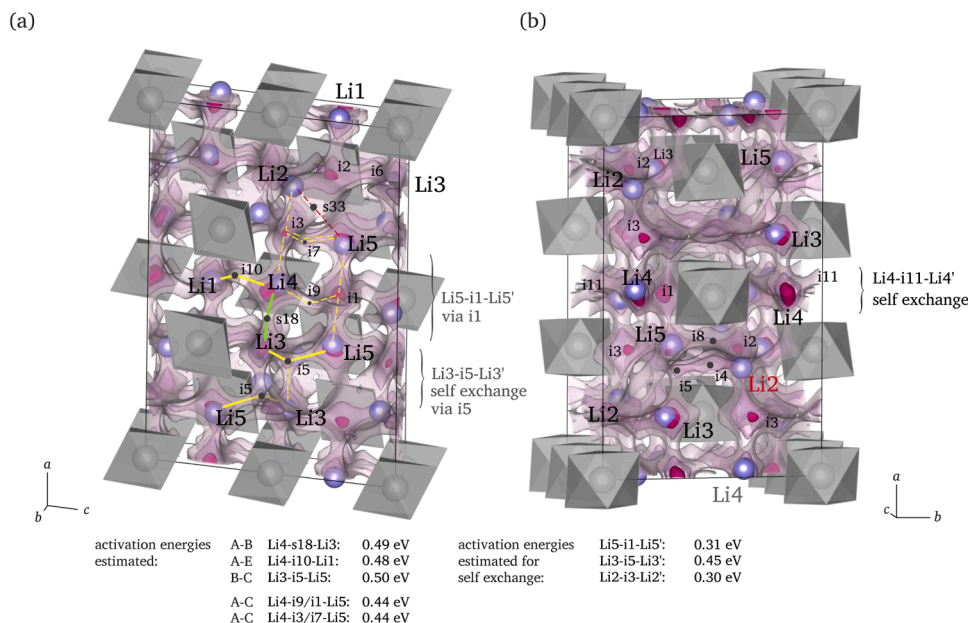 (a)
(b)
Li1
Li2
i2
i6
Li3
s33
i3
i7
Li5
i10
Li1
Li4
i9
i1
Li5-i1-Li5'
via i1
s18
Li3
Li5
i5
Li3-i5-Li3'
self exchange
via i5
i5
Li5
Li3
a
b
c
i2
Li3
Li5
Li2
i3
Li3
i11
Li4
i1
i11
Li4
Li4-i11-Li4'
self exchange
Li5
i8
i2
i3
i5
i4
Li2
Li2
Li3
i3
Li4
a
c
b
activation energies
estimated:
A-B Li4-s18-Li3: 0.49 eV
A-E Li4-i10-Li1: 0.48 eV
B-C Li3-i5-Li5: 0.50 eV
A-C Li4-i9/i1-Li5: 0.44 eV
A-C Li4-i3/i7-Li5: 0.44 eV
activation energies
estimated for
self exchange:
Li5-i1-Li5': 0.31 eV
Li3-i5-Li3': 0.45 eV
Li2-i3-Li2': 0.30 eV